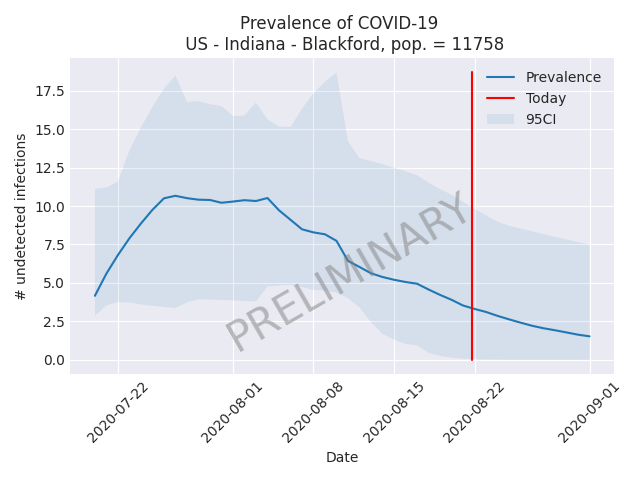 Prevalence of COVID-19
US - Indiana - Blackford, pop. = 11758
17.5
15.0
12.5
10.0
7.5
5.0
2.5
0.0
# undetected infections
Prevalence
Today
95CI
PRELIMINARY
2020-07-22
2020-08-01
2020-08-08
2020-08-15
2020-08-22
2020-09-01
Date